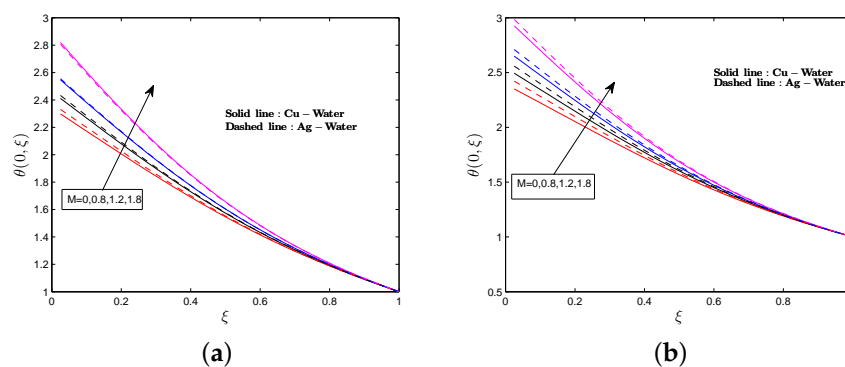 3
2.8
2.6
2.4
2.2
2
1.8
1.6
1.4
1.2
1
θ(0, ξ)
Solid line : Cu − Water
Dashed line : Ag − Water
M=0,0.8,1.2,1.8
0
0.2
0.4
0.6
0.8
1
ξ
(a)
3
2.5
2
1.5
1
0.5
θ(0, ξ)
Solid line : Cu − Water
Dashed line : Ag − Water
M=0,0.8,1.2,1.8
0
0.2
0.4
0.6
0.8
ξ
(b)